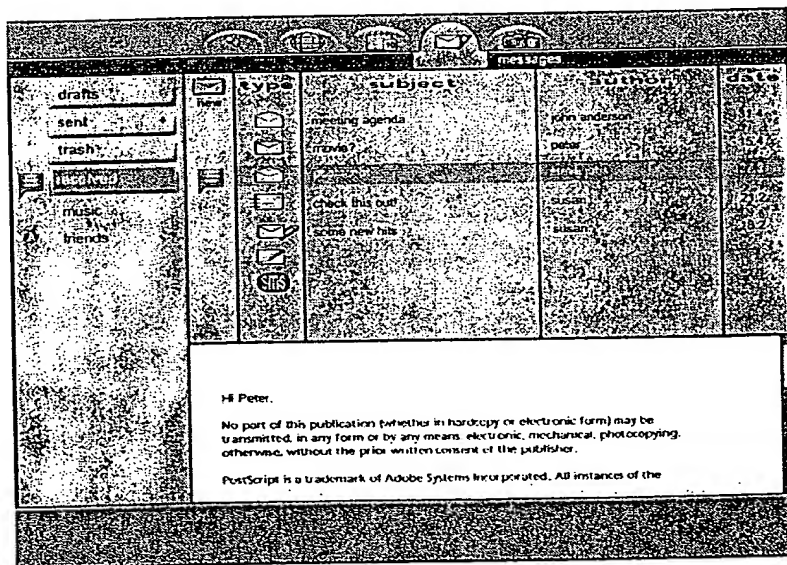 messages
drafts
sent
trash
music
friends
new
type
subject
author
date
meeting agenda
john anderson
movie?
peter
check this out!
susan
some new hits
susan
SMS
Hi Peter,
No part of this publication (whether in hardcopy or electronic form) may be
transmitted, in any form or by any means, electronic, mechanical, photocopying,
otherwise, without the prior written consent of the publisher.
PostScript is a trademark of Adobe Systems Incorporated. All instances of the